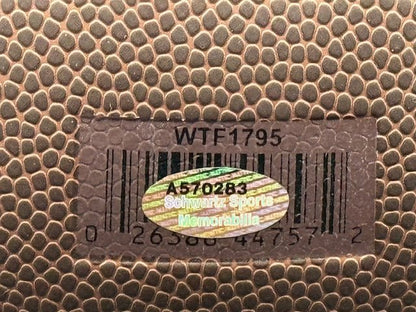 WTF1795
A570283
Schwartz Sports
Memorabilia
0 26388 44757 2